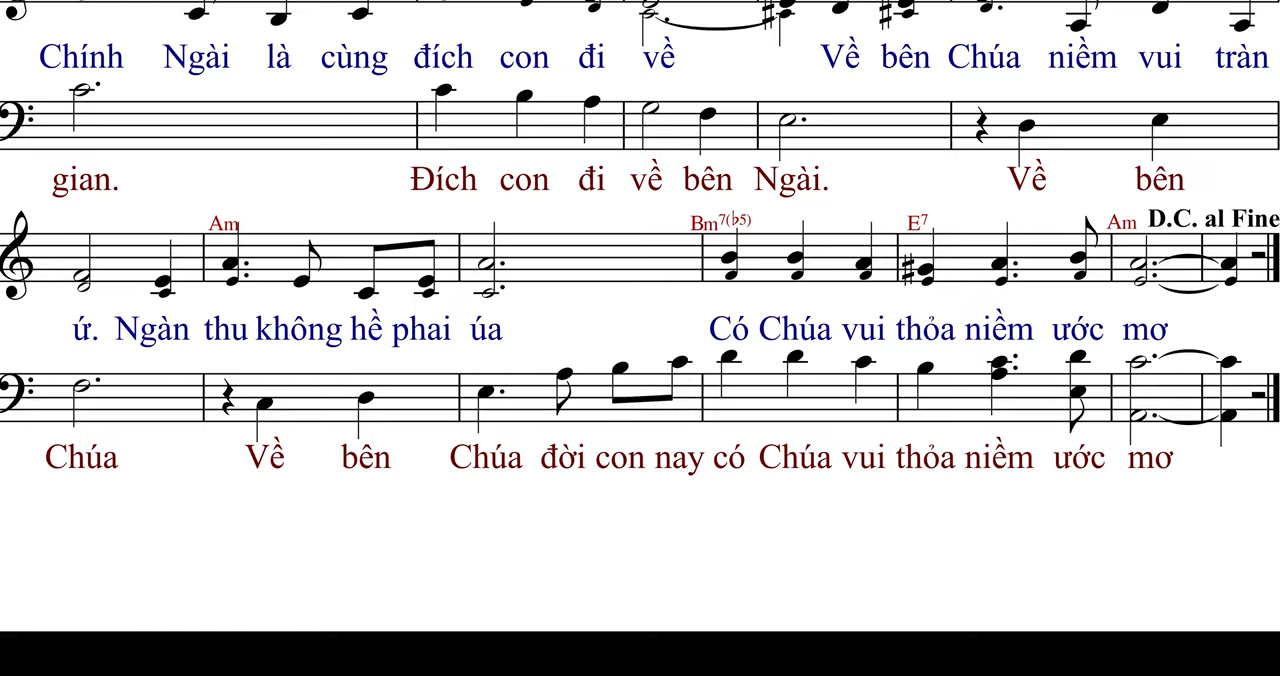 Chính Ngài là cùng đích con đi về Về bên Chúa niềm vui tràn
gian. Đích con đi về bên Ngài. Về bên
Am Bm7(♭5) E7 Am D.C. al Fine
ứ. Ngàn thu không hề phai úa Có Chúa vui thỏa niềm ước mơ
Chúa Về bên Chúa đời con nay có Chúa vui thỏa niềm ước mơ